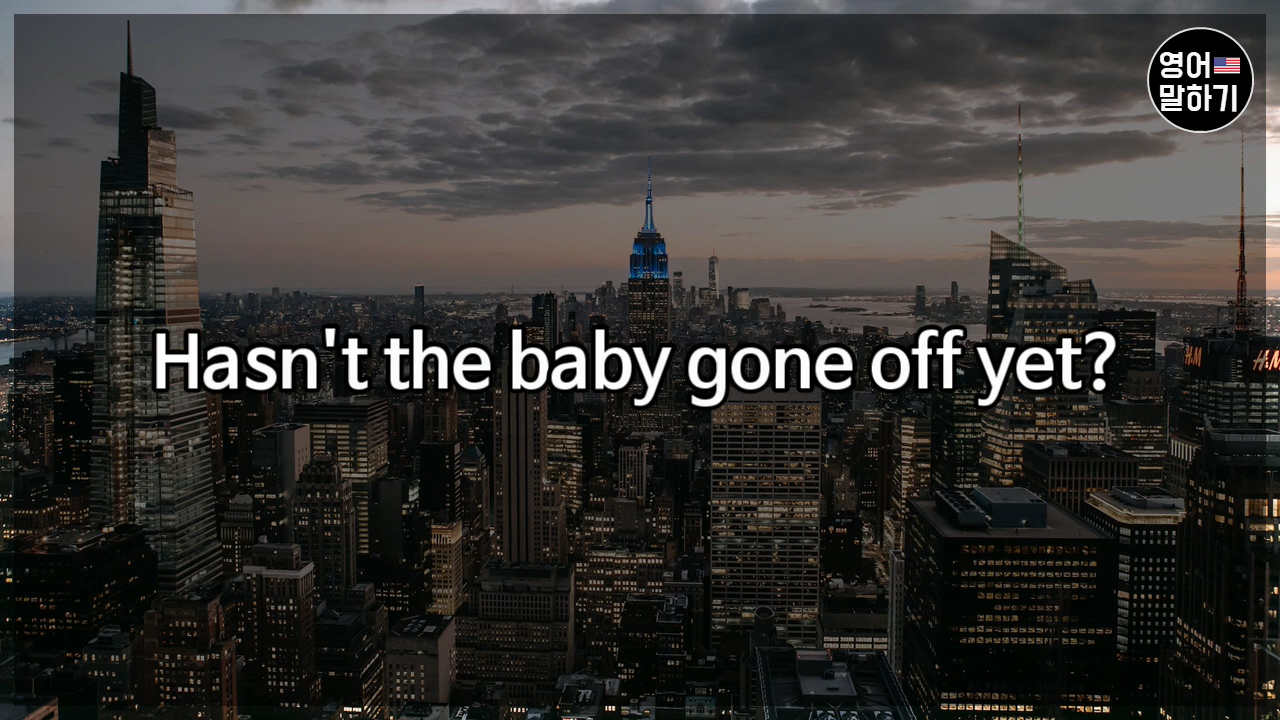 영어
말하기
Hasn't the baby gone off yet?
H&M
H&M